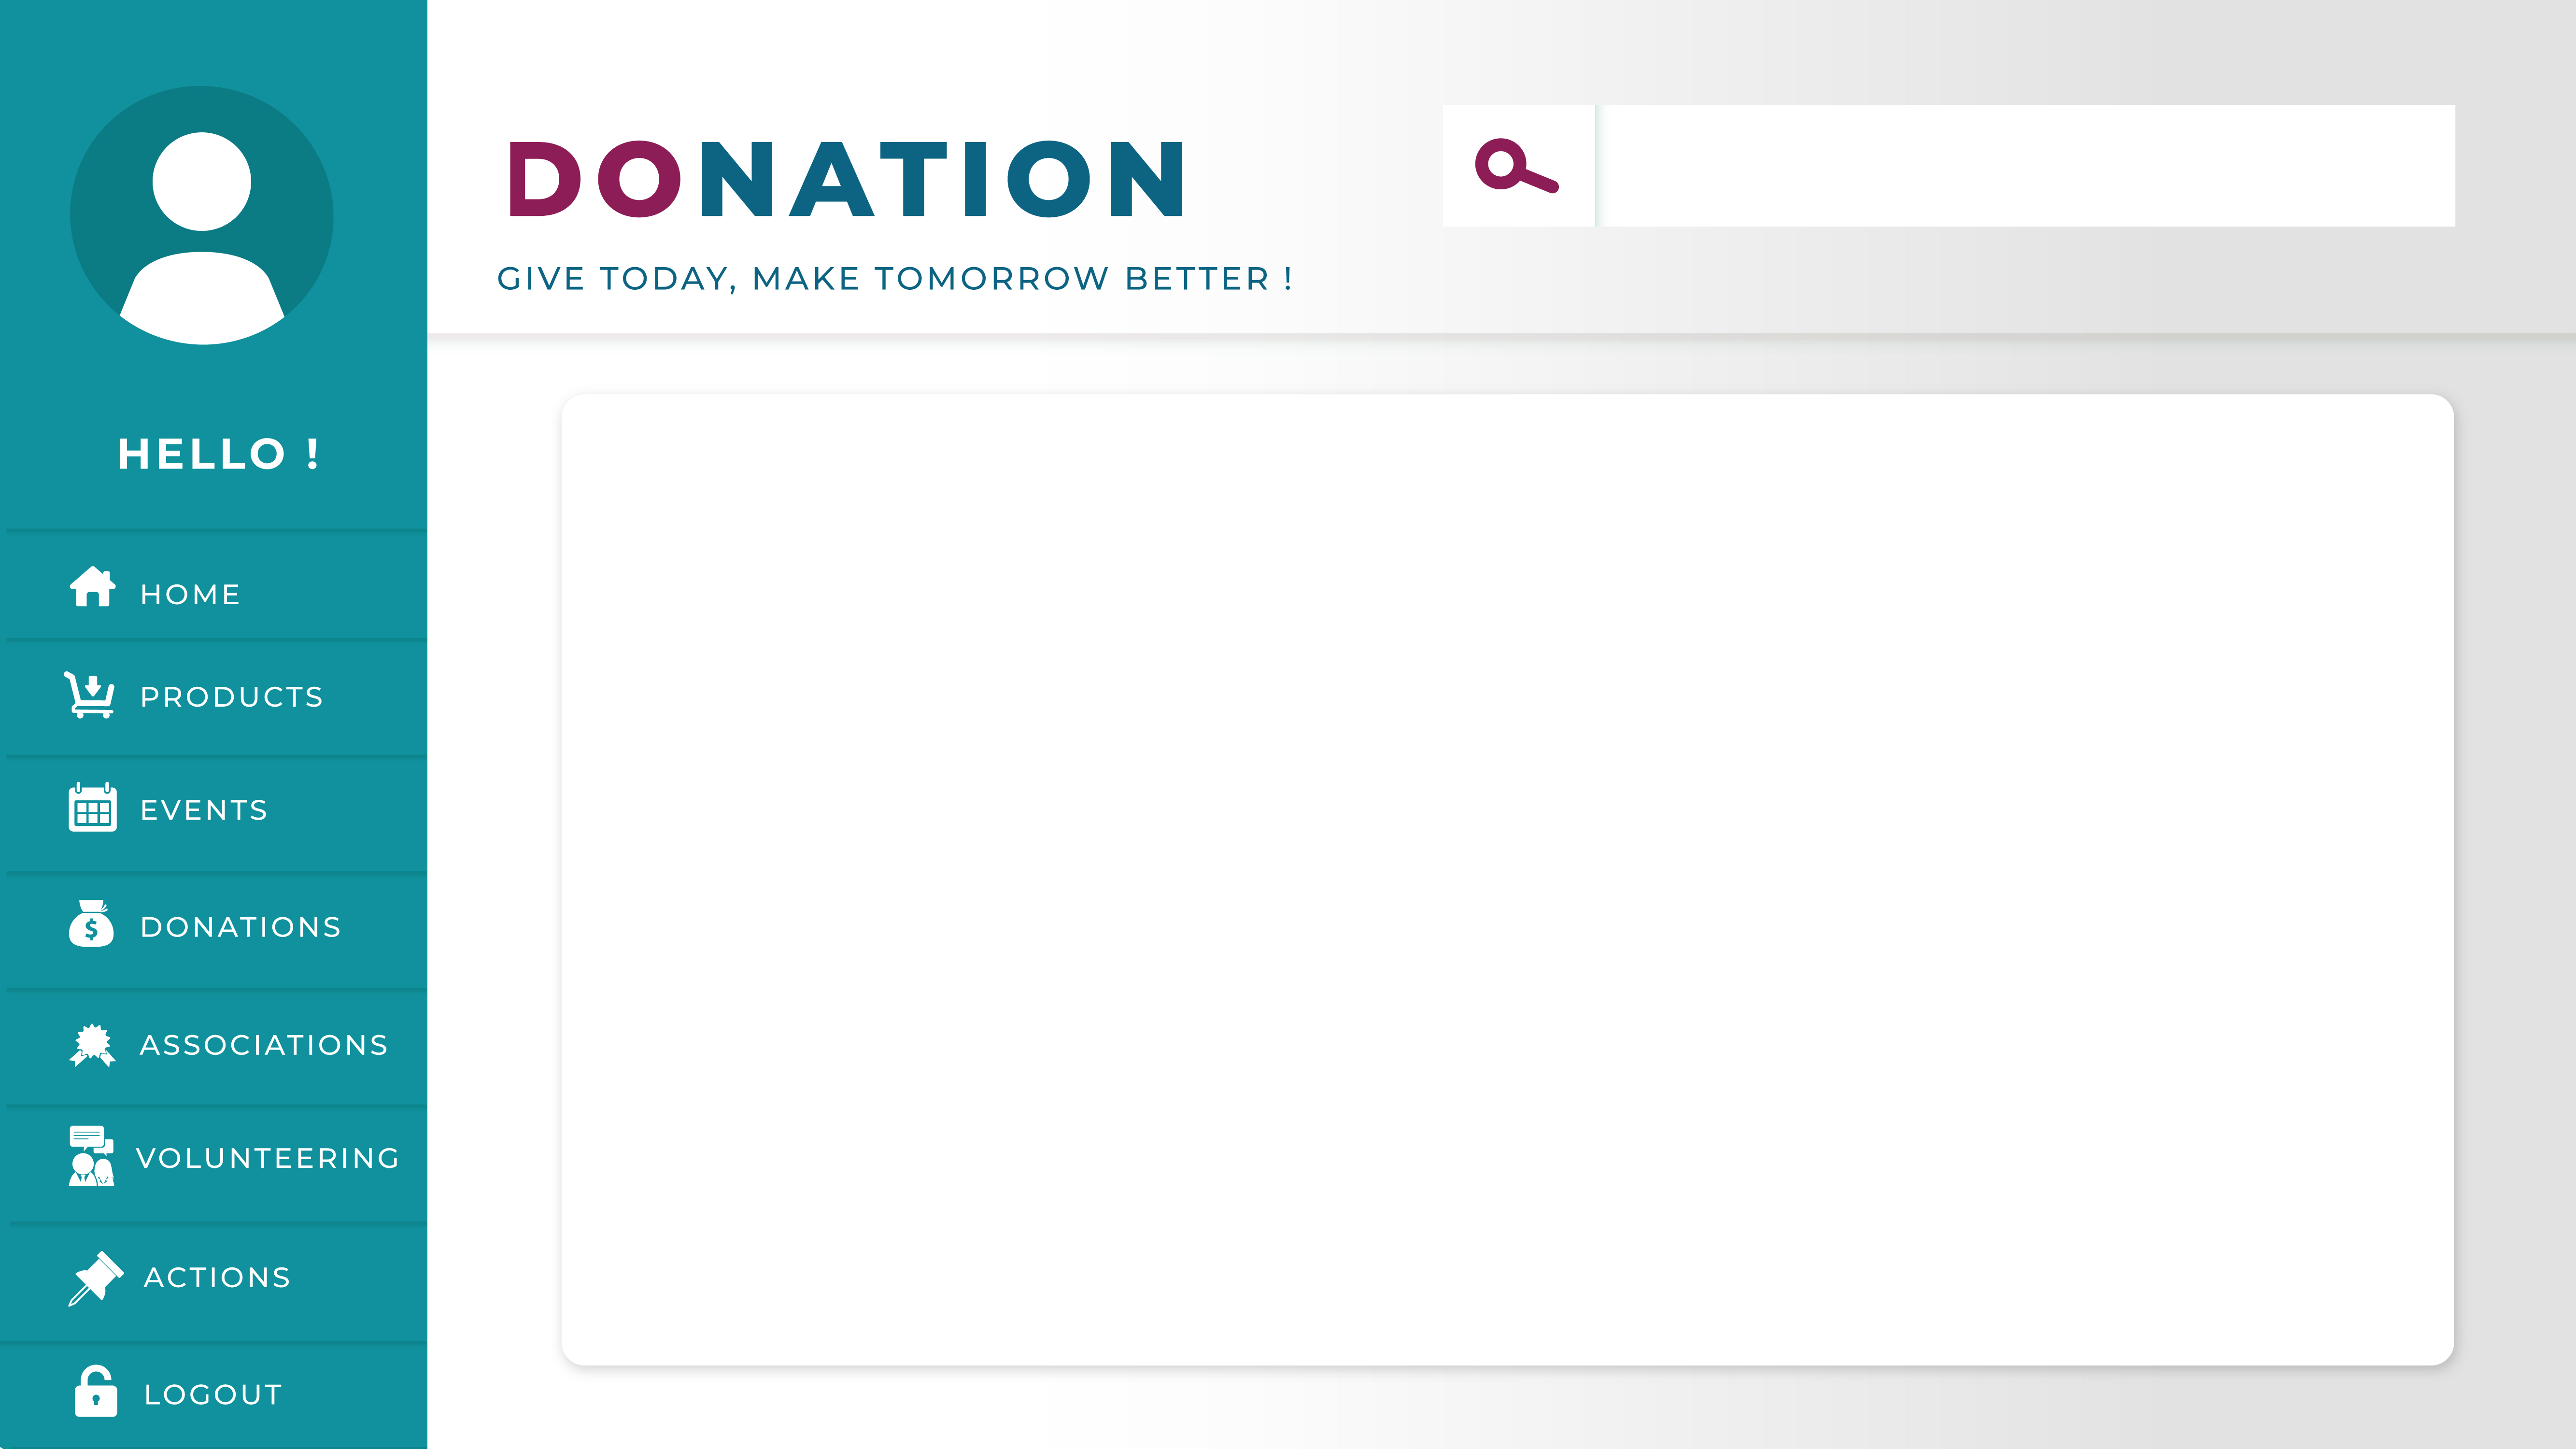 HELLO !
HOME
PRODUCTS
EVENTS
$
DONATIONS
ASSOCIATIONS
VOLUNTEERING
ACTIONS
LOGOUT
DONATION
GIVE TODAY, MAKE TOMORROW BETTER !